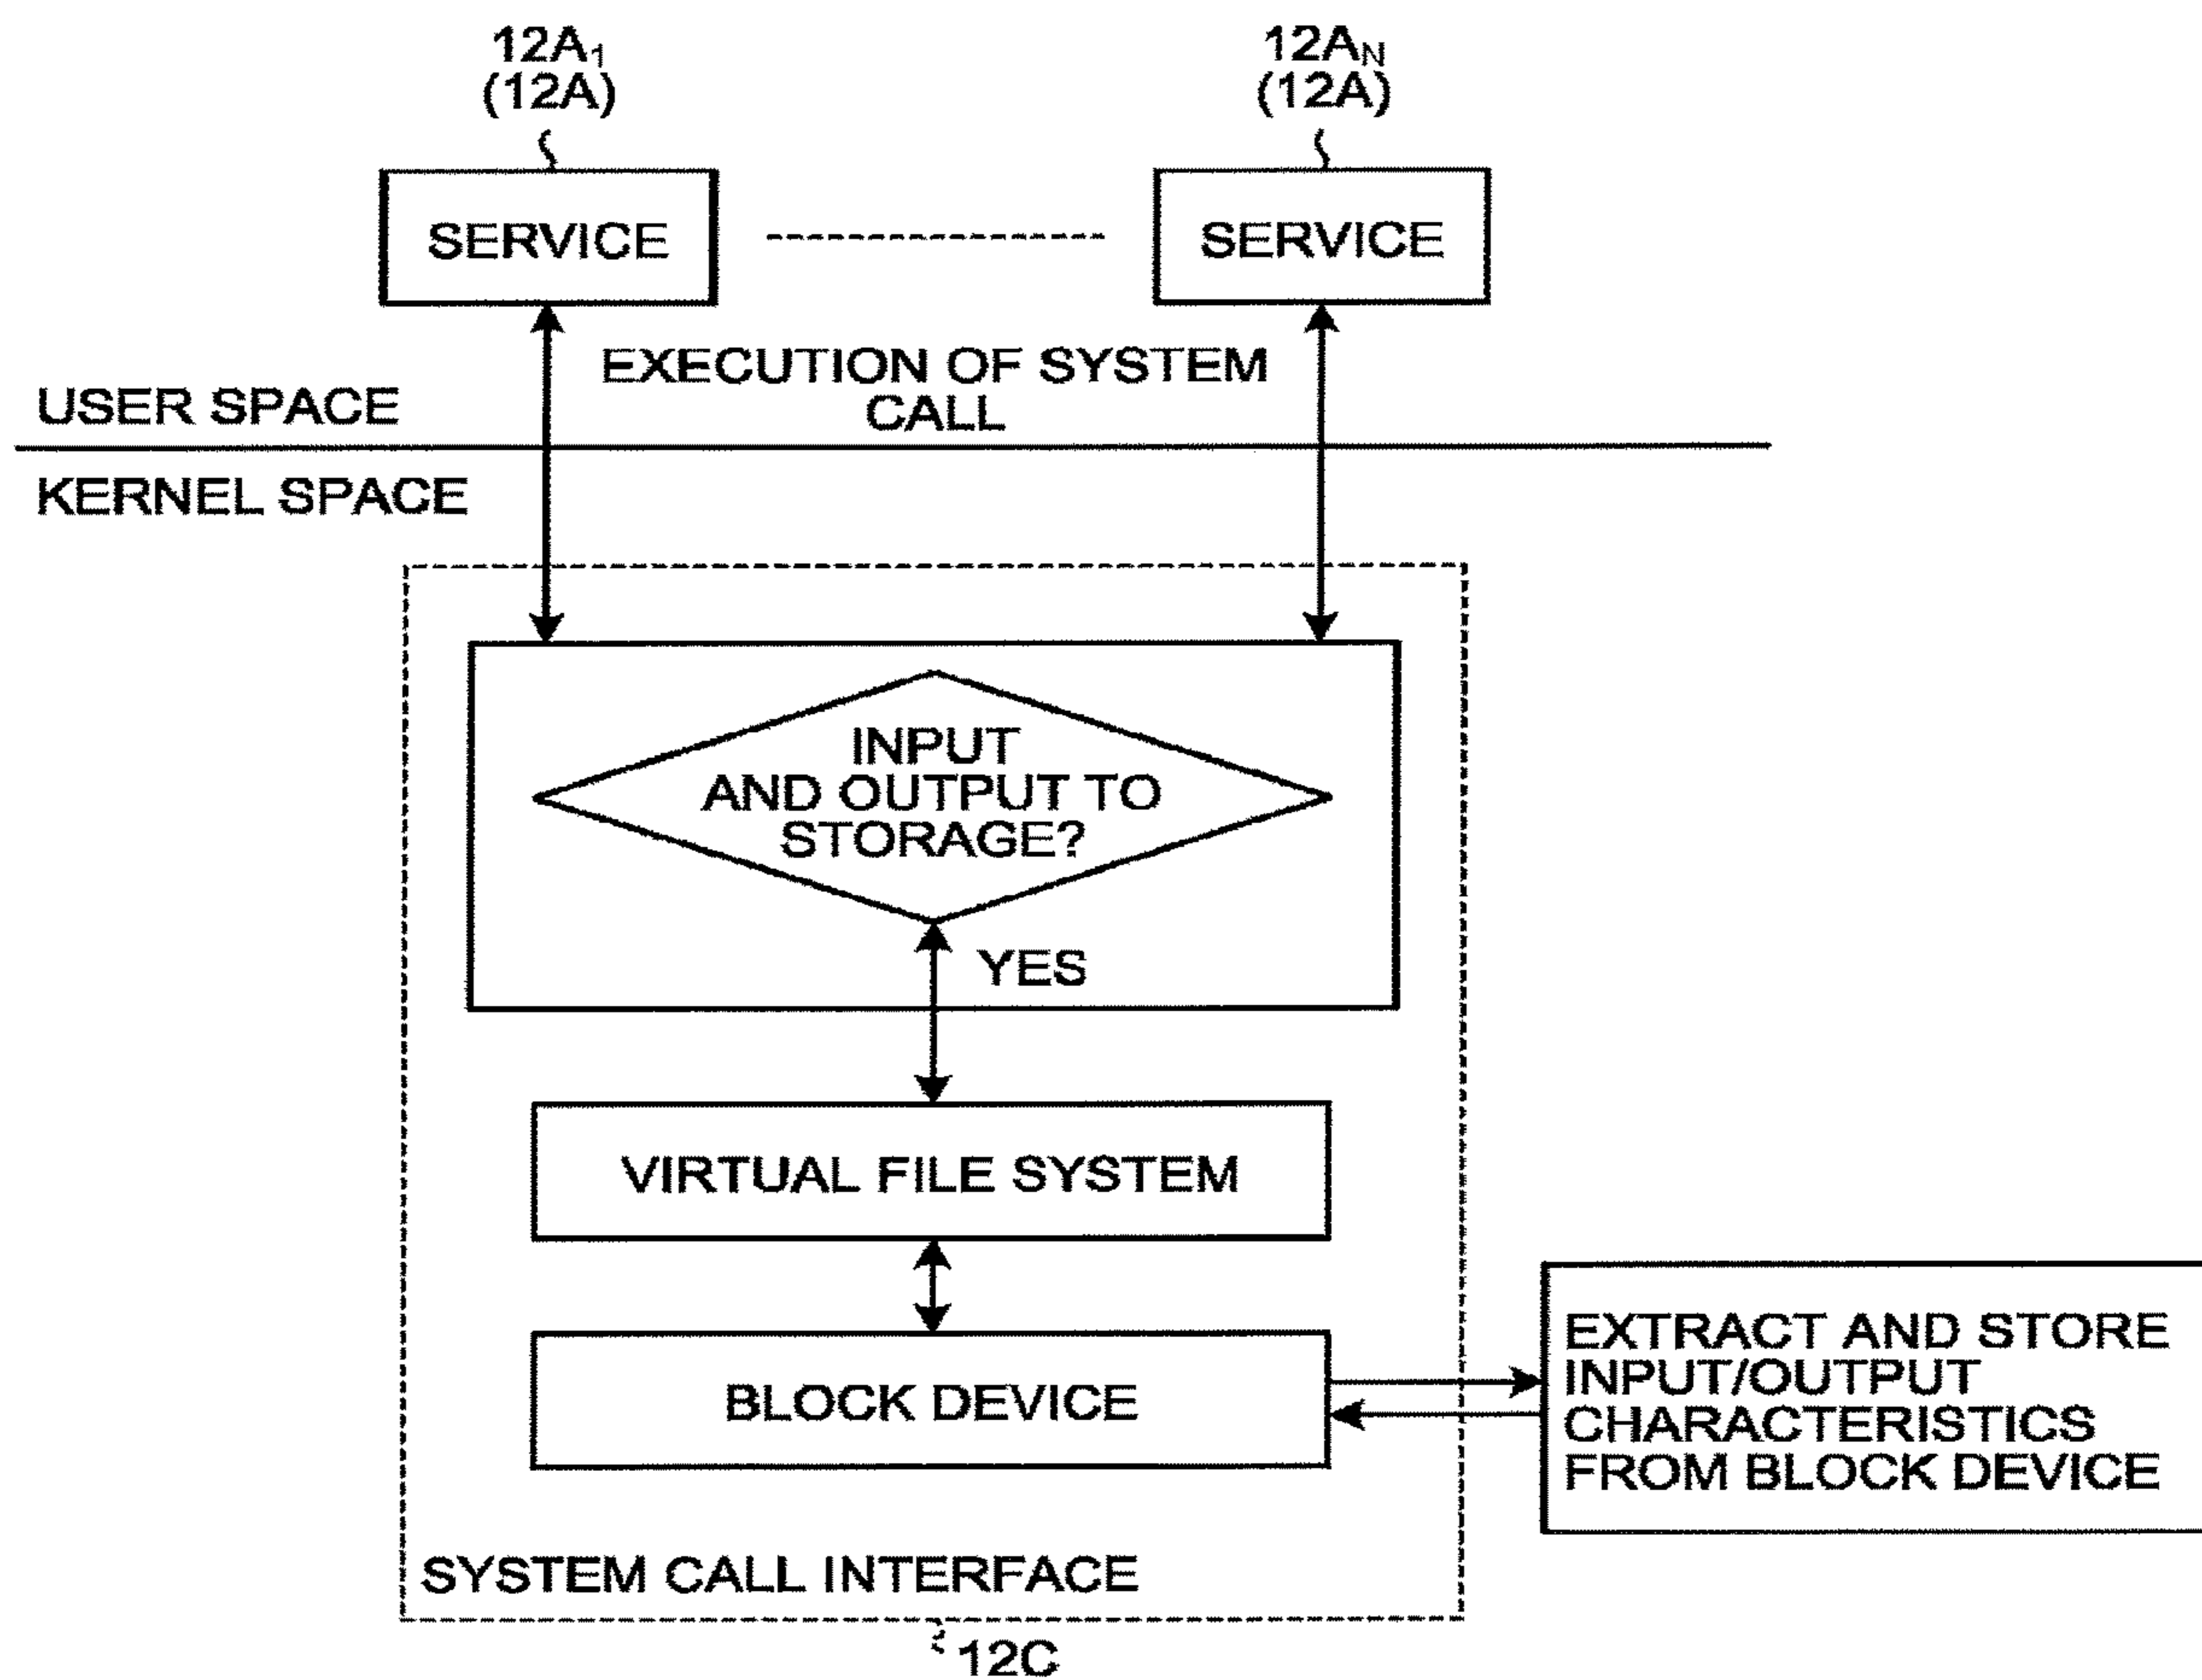 12A₁
(12A)
12A_N
(12A)
SERVICE
SERVICE
EXECUTION OF SYSTEM
CALL
USER SPACE
KERNEL SPACE
INPUT
AND OUTPUT TO
STORAGE?
YES
VIRTUAL FILE SYSTEM
BLOCK DEVICE
EXTRACT AND STORE
INPUT/OUTPUT
CHARACTERISTICS
FROM BLOCK DEVICE
SYSTEM CALL INTERFACE
12C